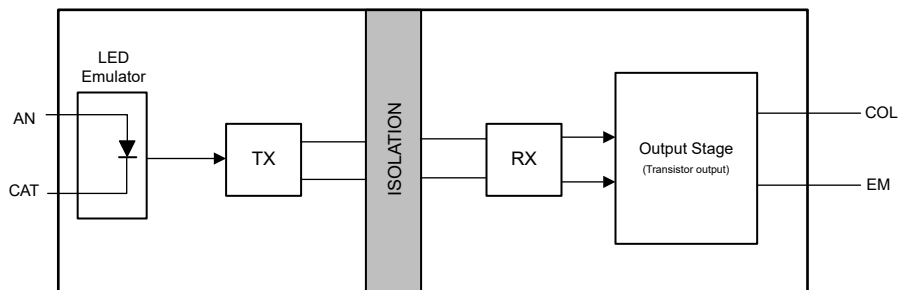 LED
Emulator
AN
CAT
TX
ISOLATION
RX
Output Stage
(Transistor output)
COL
EM